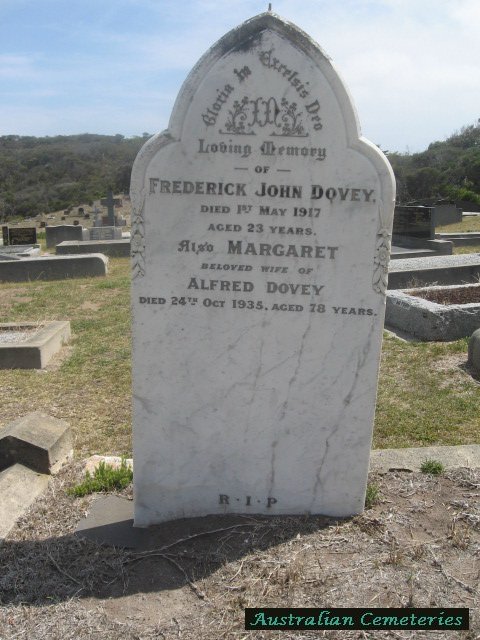 Gloria In Excelsis Deo
IN
Loving Memory
OF
FREDERICK JOHN DOVEY,
DIED 1ST MAY 1917
AGED 23 YEARS.
Also MARGARET
BELOVED WIFE OF
ALFRED DOVEY
DIED 24TH OCT 1935, AGED 78 YEARS.
R·I·P
Australian Cemeteries